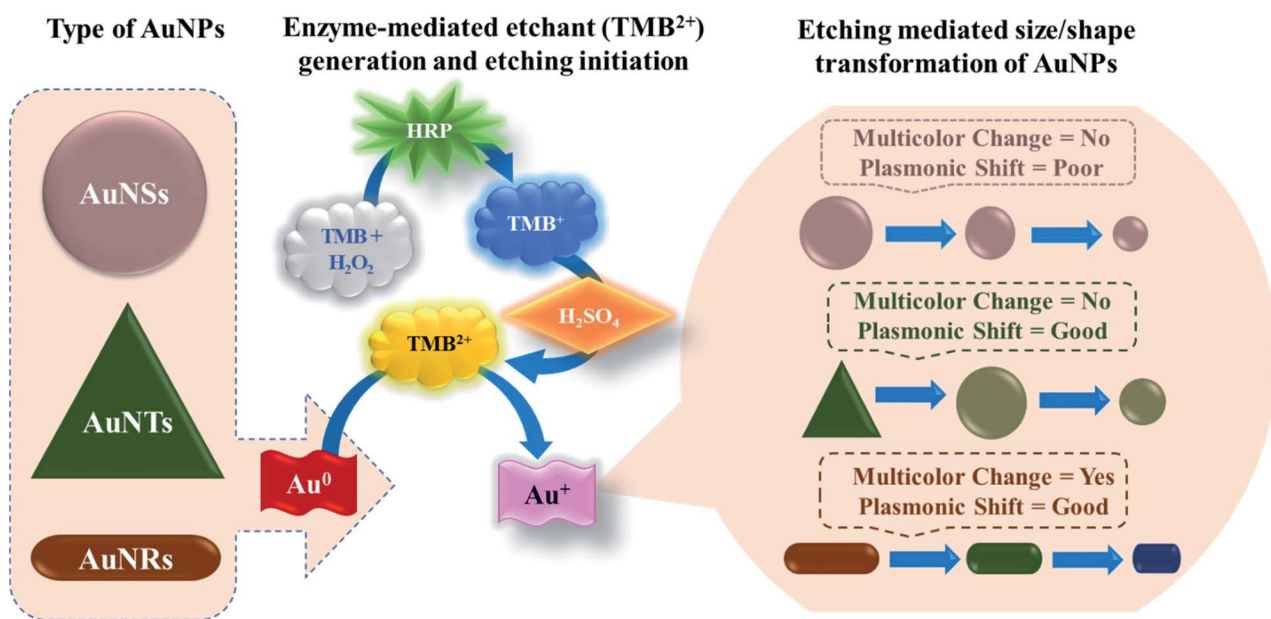 Type of AuNPs
AuNSs
AuNTs
AuNRs
Enzyme-mediated etchant (TMB²⁺)
generation and etching initiation
HRP
TMB +
H₂O₂
TMB⁺
H₂SO₄
TMB²⁺
Au⁰
Au⁺
Etching mediated size/shape
transformation of AuNPs
Multicolor Change = No
Plasmonic Shift = Poor
Multicolor Change = No
Plasmonic Shift = Good
Multicolor Change = Yes
Plasmonic Shift = Good